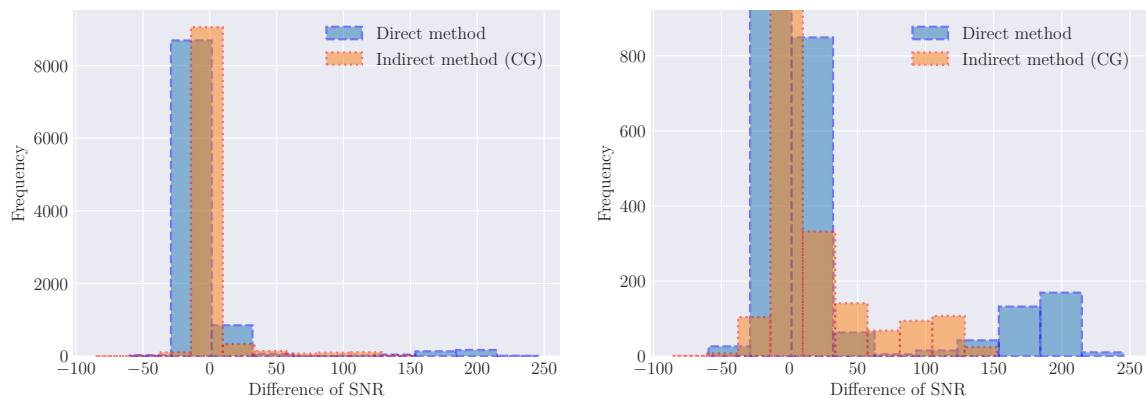 Direct method
Indirect method (CG)
8000
6000
4000
2000
0
Frequency
−100 −50 0 50 100 150 200 250
Difference of SNR
Direct method
Indirect method (CG)
800
600
400
200
0
Frequency
−100 −50 0 50 100 150 200 250
Difference of SNR